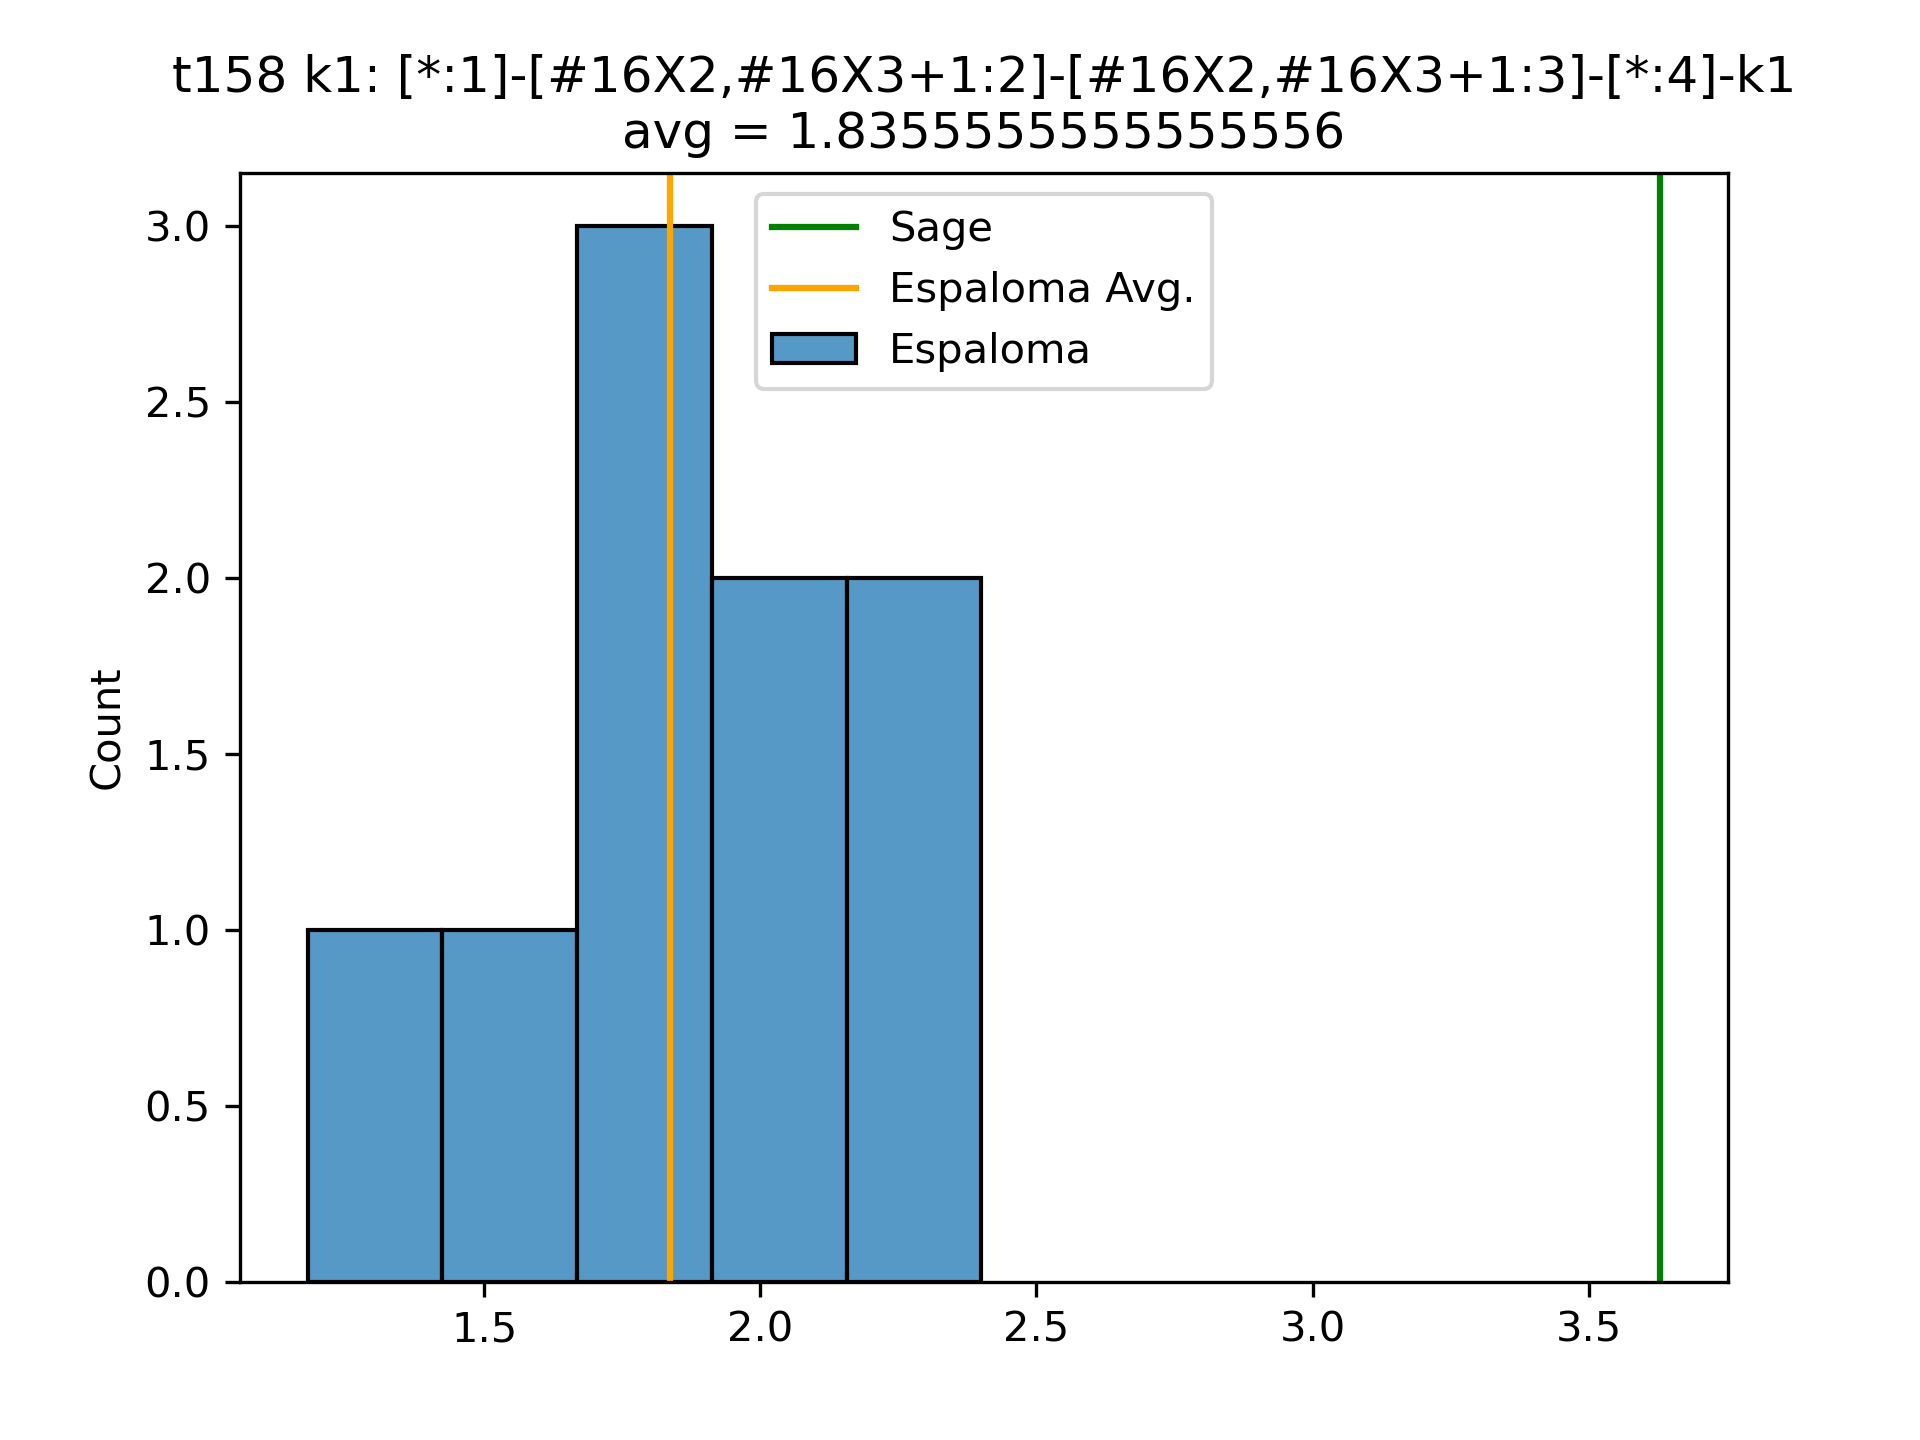 t158 k1: [*:1]-[#16X2,#16X3+1:2]-[#16X2,#16X3+1:3]-[*:4]-k1
avg = 1.8355555555555556
Sage
Espaloma Avg.
Espaloma
Count
3.0
2.5
2.0
1.5
1.0
0.5
0.0
1.5 2.0 2.5 3.0 3.5